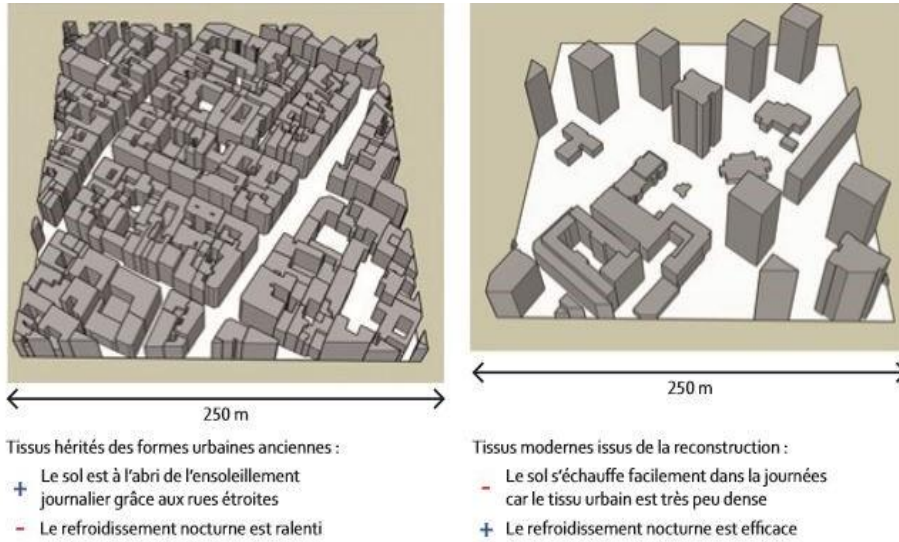 250 m
Tissus hérités des formes urbaines anciennes :
+ Le sol est à l'abri de l'ensoleillement
journalier grâce aux rues étroites
- Le refroidissement nocturne est ralenti
250 m
Tissus modernes issus de la reconstruction :
- Le sol s'échauffe facilement dans la journées
car le tissu urbain est très peu dense
+ Le refroidissement nocturne est efficace